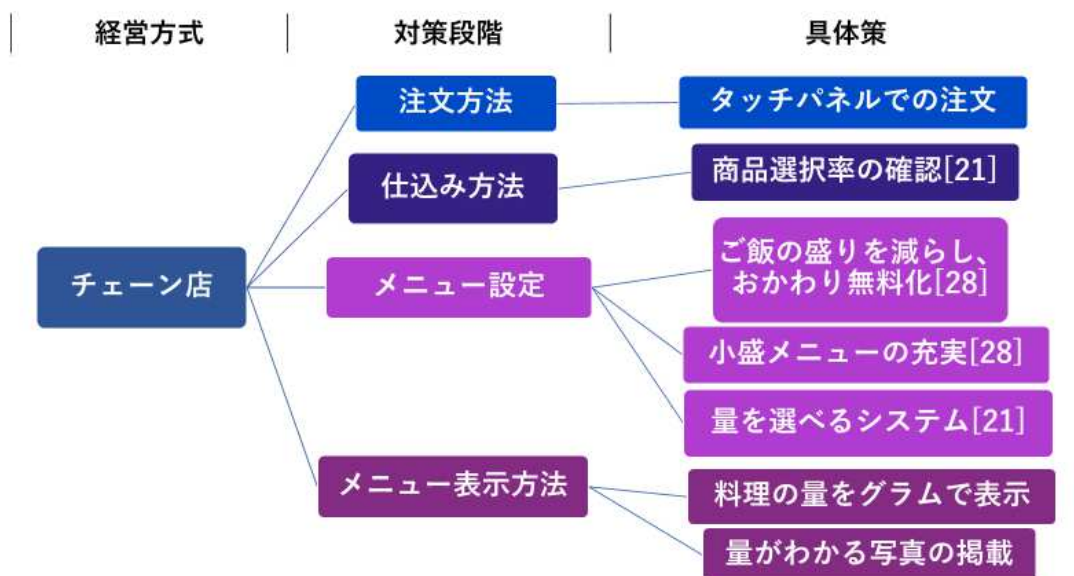 経営方式
対策段階
具体策
注文方法
タッチパネルでの注文
仕込み方法
商品選択率の確認[21]
チェーン店
メニュー設定
ご飯の盛りを減らし、
おかわり無料化[28]
小盛メニューの充実[28]
量を選べるシステム[21]
メニュー表示方法
料理の量をグラムで表示
量がわかる写真の掲載